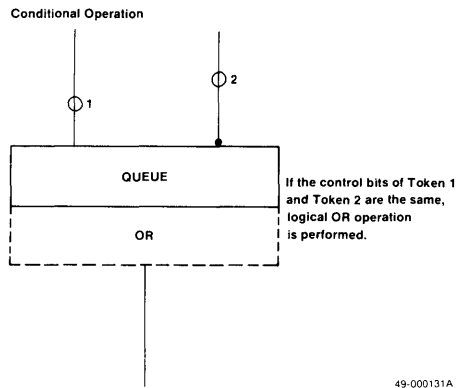 Conditional Operation
1
2
QUEUE
OR
If the control bits of Token 1
and Token 2 are the same,
logical OR operation
is performed.
49-000131A